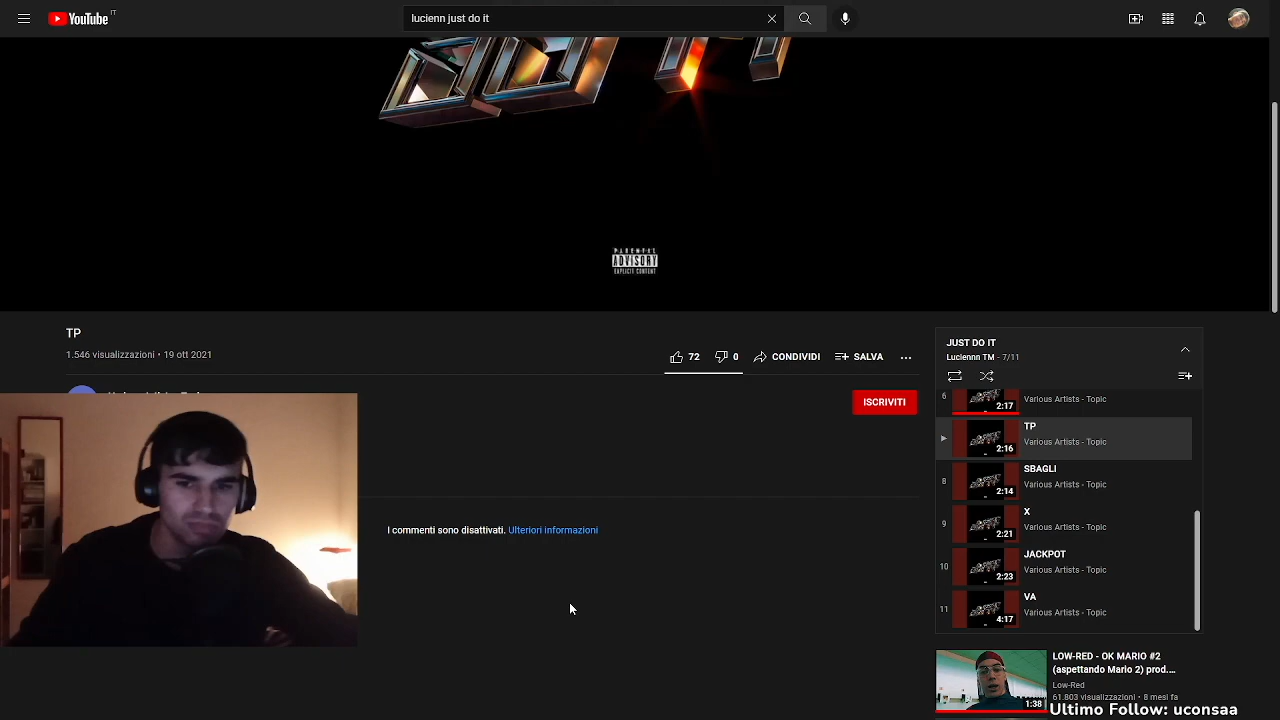 YouTube IT
lucienn just do it
PARENTAL
ADVISORY
EXPLICIT CONTENT
TP
1.546 visualizzazioni • 19 ott 2021
72
0
CONDIVIDI
SALVA
ISCRIVITI
I commenti sono disattivati. Ulteriori informazioni
JUST DO IT
Lucienn TM - 7/11
6
2:17
Various Artists - Topic
TP
2:16
Various Artists - Topic
8
SBAGLI
2:14
Various Artists - Topic
9
X
2:21
Various Artists - Topic
10
JACKPOT
2:23
Various Artists - Topic
11
VA
4:17
Various Artists - Topic
LOW-RED - OK MARIO #2
(aspettando Mario 2) prod....
Low-Red
61.803 visualizzazioni • 8 mesi fa
1:38
Ultimo Follow: uconsaa